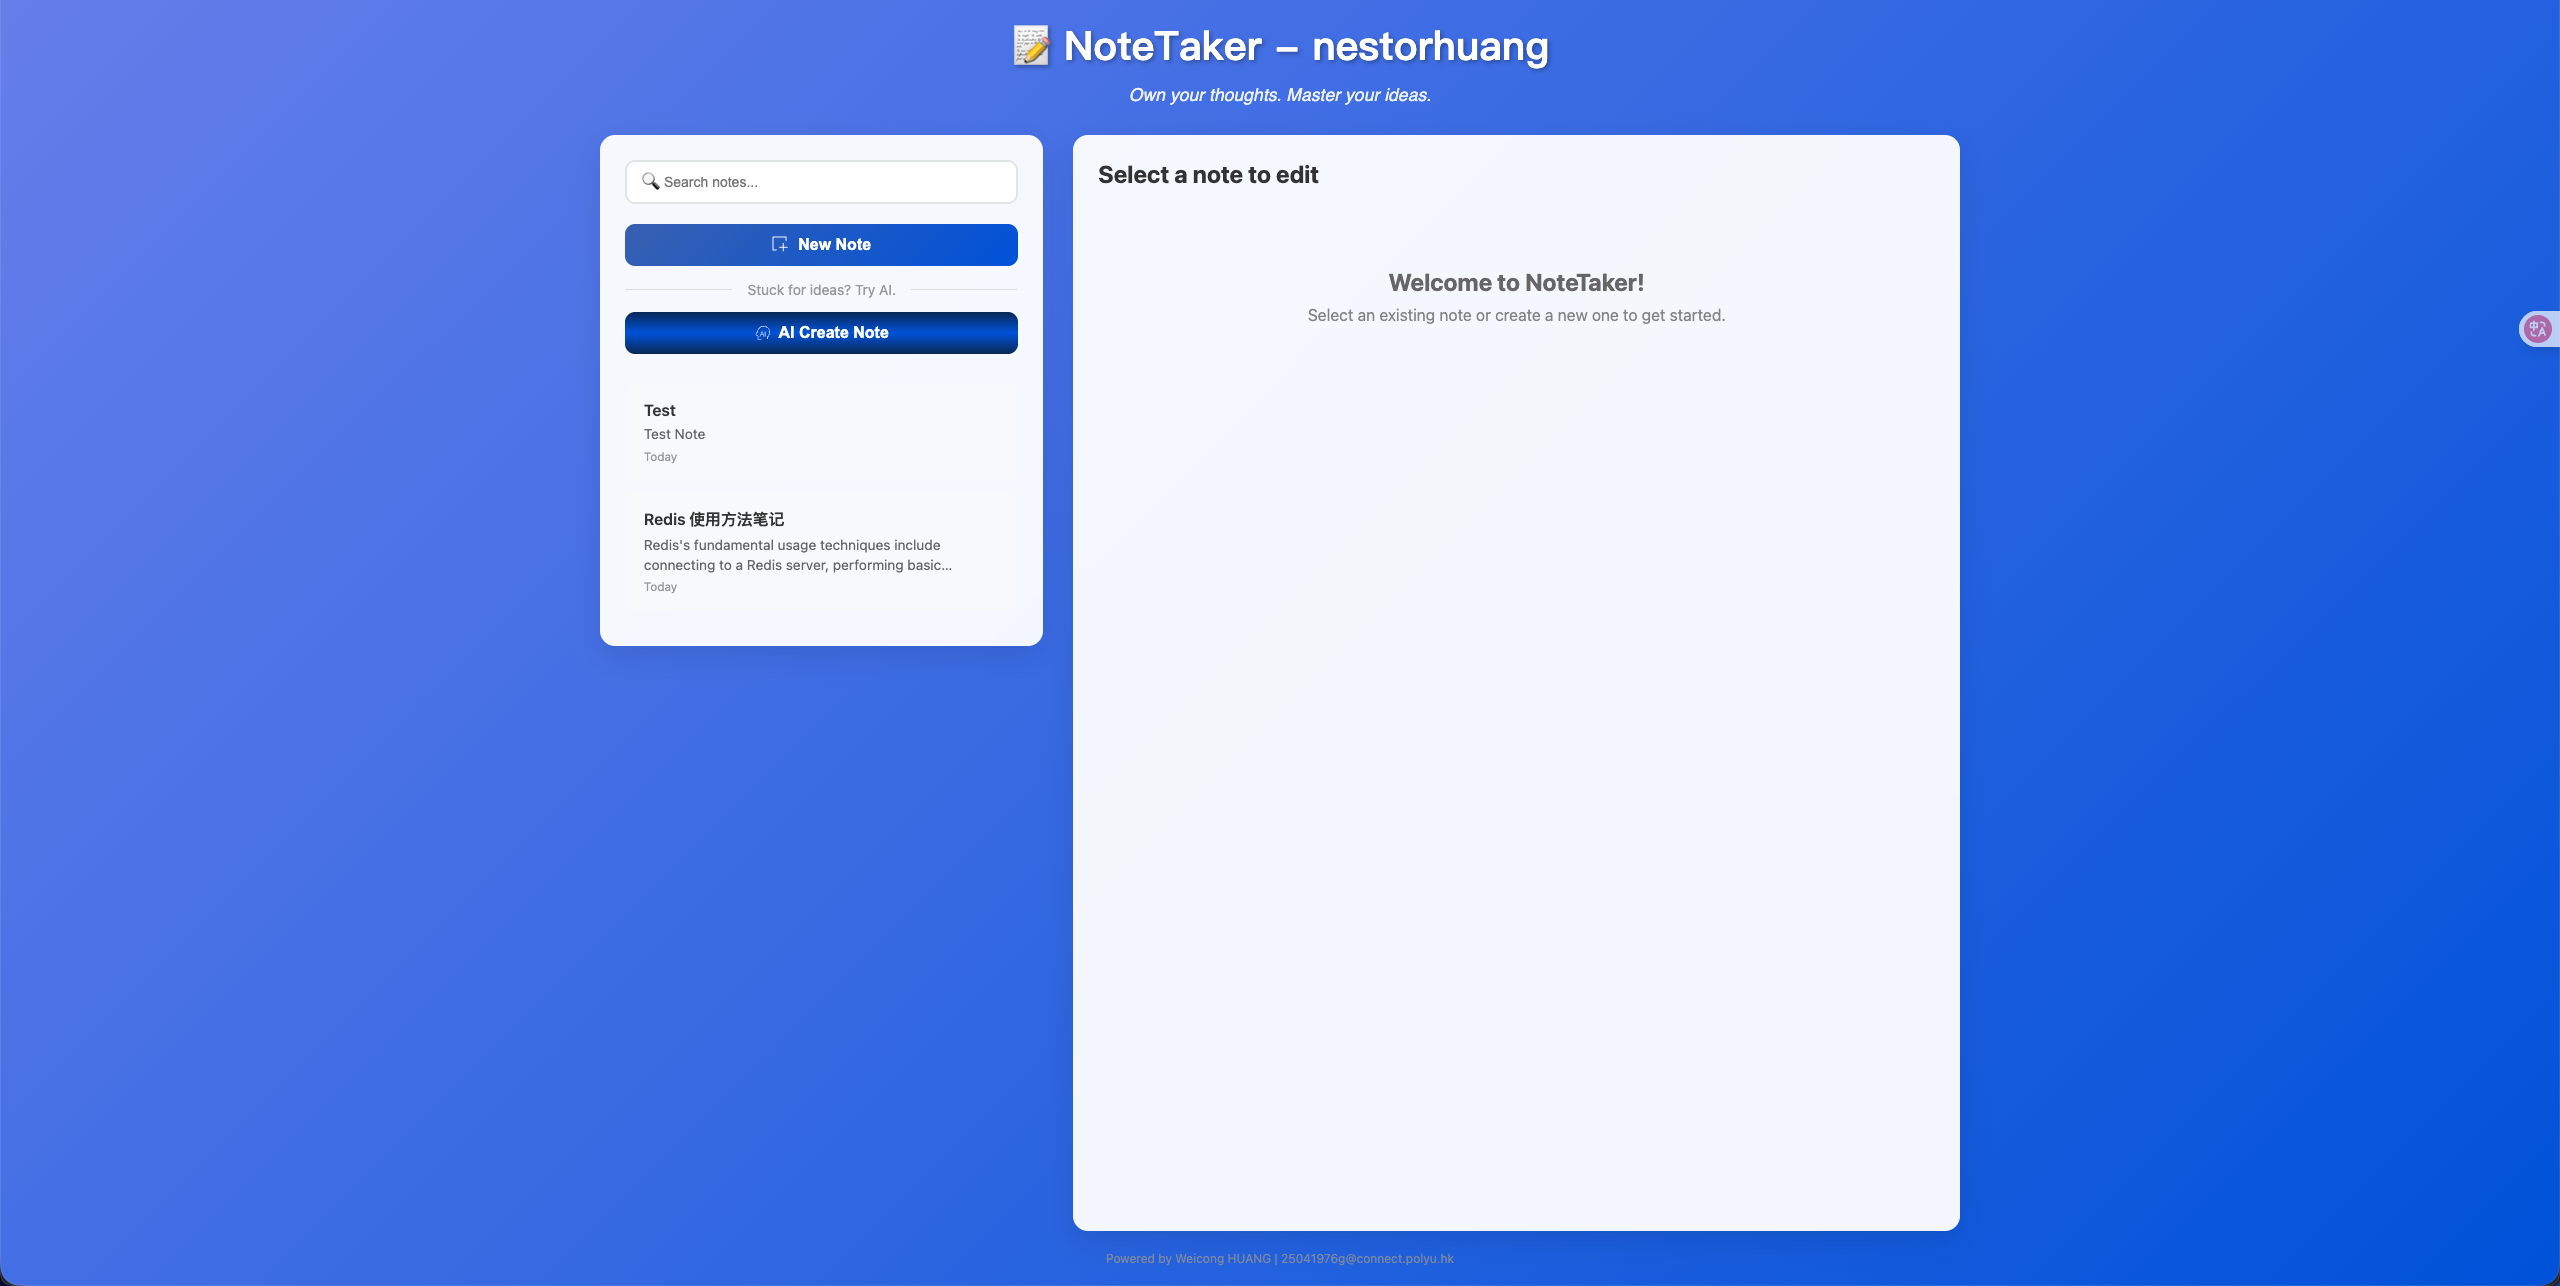 NoteTaker – nestorhuang
Own your thoughts. Master your ideas.
Search notes...
New Note
Stuck for ideas? Try AI.
AI Create Note
Test
Test Note
Today
Redis 使用方法笔记
Redis's fundamental usage techniques include
connecting to a Redis server, performing basic...
Today
Select a note to edit
Welcome to NoteTaker!
Select an existing note or create a new one to get started.
Powered by Weicong HUANG | 25041976g@connect.polyu.hk